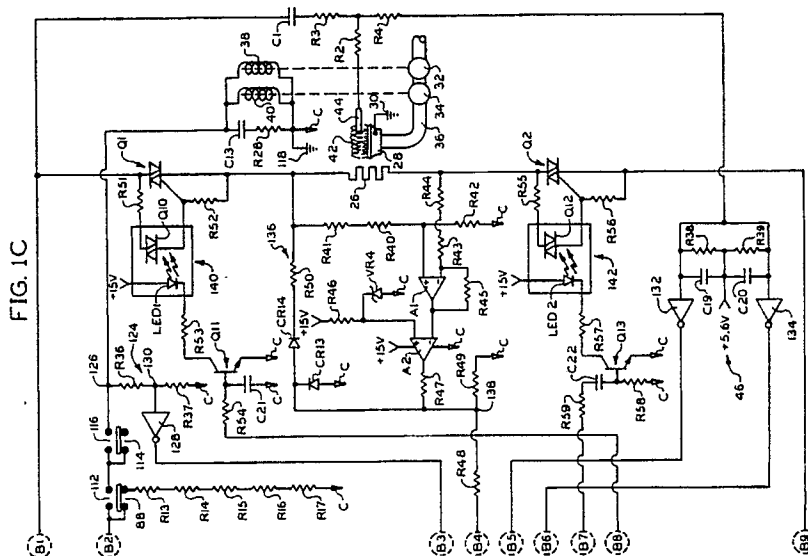 FIG. 1C
B1
C1
R3
R2
R4
38
40
C13
R28
118
C
44
42
30
28
36
34
32
Q1
R51
Q10
R52
+15V
LED1
140
26
Q2
R55
Q12
R56
+15V
LED 2
142
R53
Q11
R54
C21
C
C
136
R41
R40
R44
R43
R42
C
R50
CR14
+15V
R46
VR4
C
A1
R45
+15V
A2
C
CR13
C
R47
R49
C
138
R48
R57
Q13
C22
R59
R58
C
C
126
R36
124
130
R37
C
128
116
114
112
88
R13
R14
R15
R16
R17
C
132
134
R38
R39
C19
C20
+5.6V
46
B2
B3
B4
B5
B6
B7
B8
B9